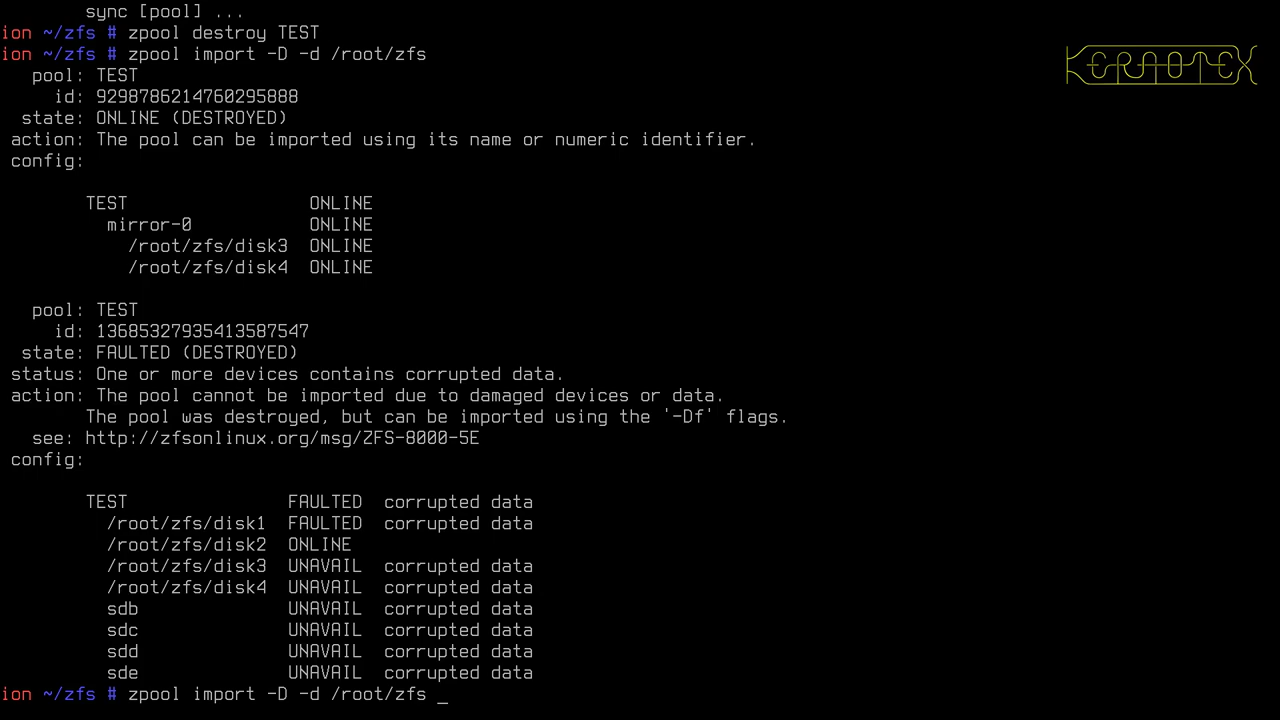 sync [pool] ...
ion ~/zfs # zpool destroy TEST
ion ~/zfs # zpool import -D -d /root/zfs
KERNOTEX
pool: TEST
id: 9298786214760295888
state: ONLINE (DESTROYED)
action: The pool can be imported using its name or numeric identifier.
config:
TEST ONLINE
mirror-0 ONLINE
/root/zfs/disk3 ONLINE
/root/zfs/disk4 ONLINE
pool: TEST
id: 13685327935413587547
state: FAULTED (DESTROYED)
status: One or more devices contains corrupted data.
action: The pool cannot be imported due to damaged devices or data.
The pool was destroyed, but can be imported using the '-Df' flags.
see: http://zfsonlinux.org/msg/ZFS-8000-5E
config:
TEST FAULTED corrupted data
/root/zfs/disk1 FAULTED corrupted data
/root/zfs/disk2 ONLINE
/root/zfs/disk3 UNAVAIL corrupted data
/root/zfs/disk4 UNAVAIL corrupted data
sdb UNAVAIL corrupted data
sdc UNAVAIL corrupted data
sdd UNAVAIL corrupted data
sde UNAVAIL corrupted data
ion ~/zfs # zpool import -D -d /root/zfs _